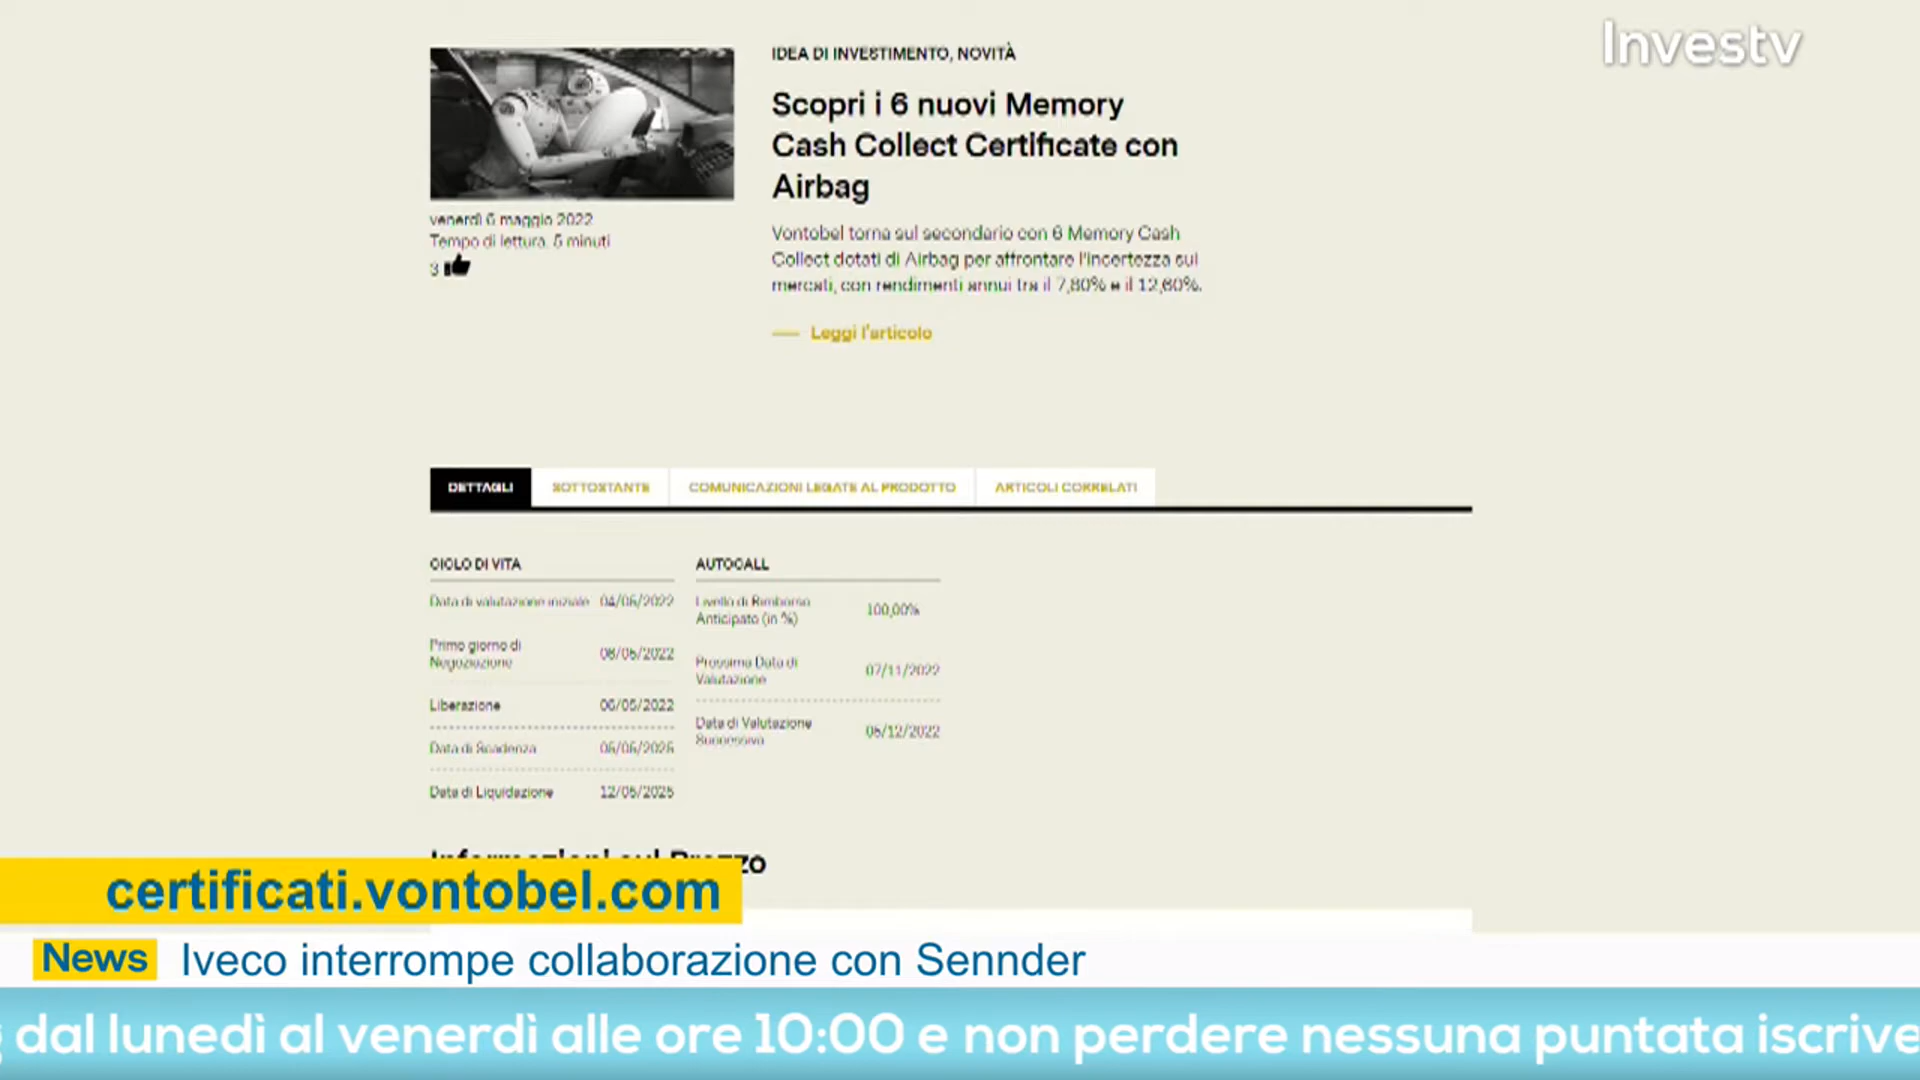 Investv
IDEA DI INVESTIMENTO, NOVITÀ
Scopri i 6 nuovi Memory
Cash Collect Certificate con
Airbag
venerdì 6 maggio 2022
Tempo di lettura, 5 minuti
3
Vontobel torna sul secondario con 6 Memory Cash
Collect dotati di Airbag per affrontare l'incertezza sui
mercati, con rendimenti annui tra il 7,80% e il 12,60%.
Leggi l'articolo
DETTAGLI
SOTTOSTANTE
COMUNICAZIONI LEGATE AL PRODOTTO
ARTICOLI CORRELATI
CICLO DI VITA
Data di valutazione iniziale 04/05/2022
Primo giorno di
Negoziazione
06/05/2022
Liberazione 06/05/2022
Data di Scadenza 05/05/2025
Data di Liquidazione 12/05/2025
AUTOCALL
Livello di Rimborso
Anticipato (in %)
100,00%
Prossima Data di
Valutazione
07/11/2022
Data di Valutazione
Successiva
05/12/2022
Informazioni sul Prezzo
certificati.vontobel.com
News Iveco interrompe collaborazione con Sennder
dal lunedì al venerdì alle ore 10:00 e non perdere nessuna puntata iscrive